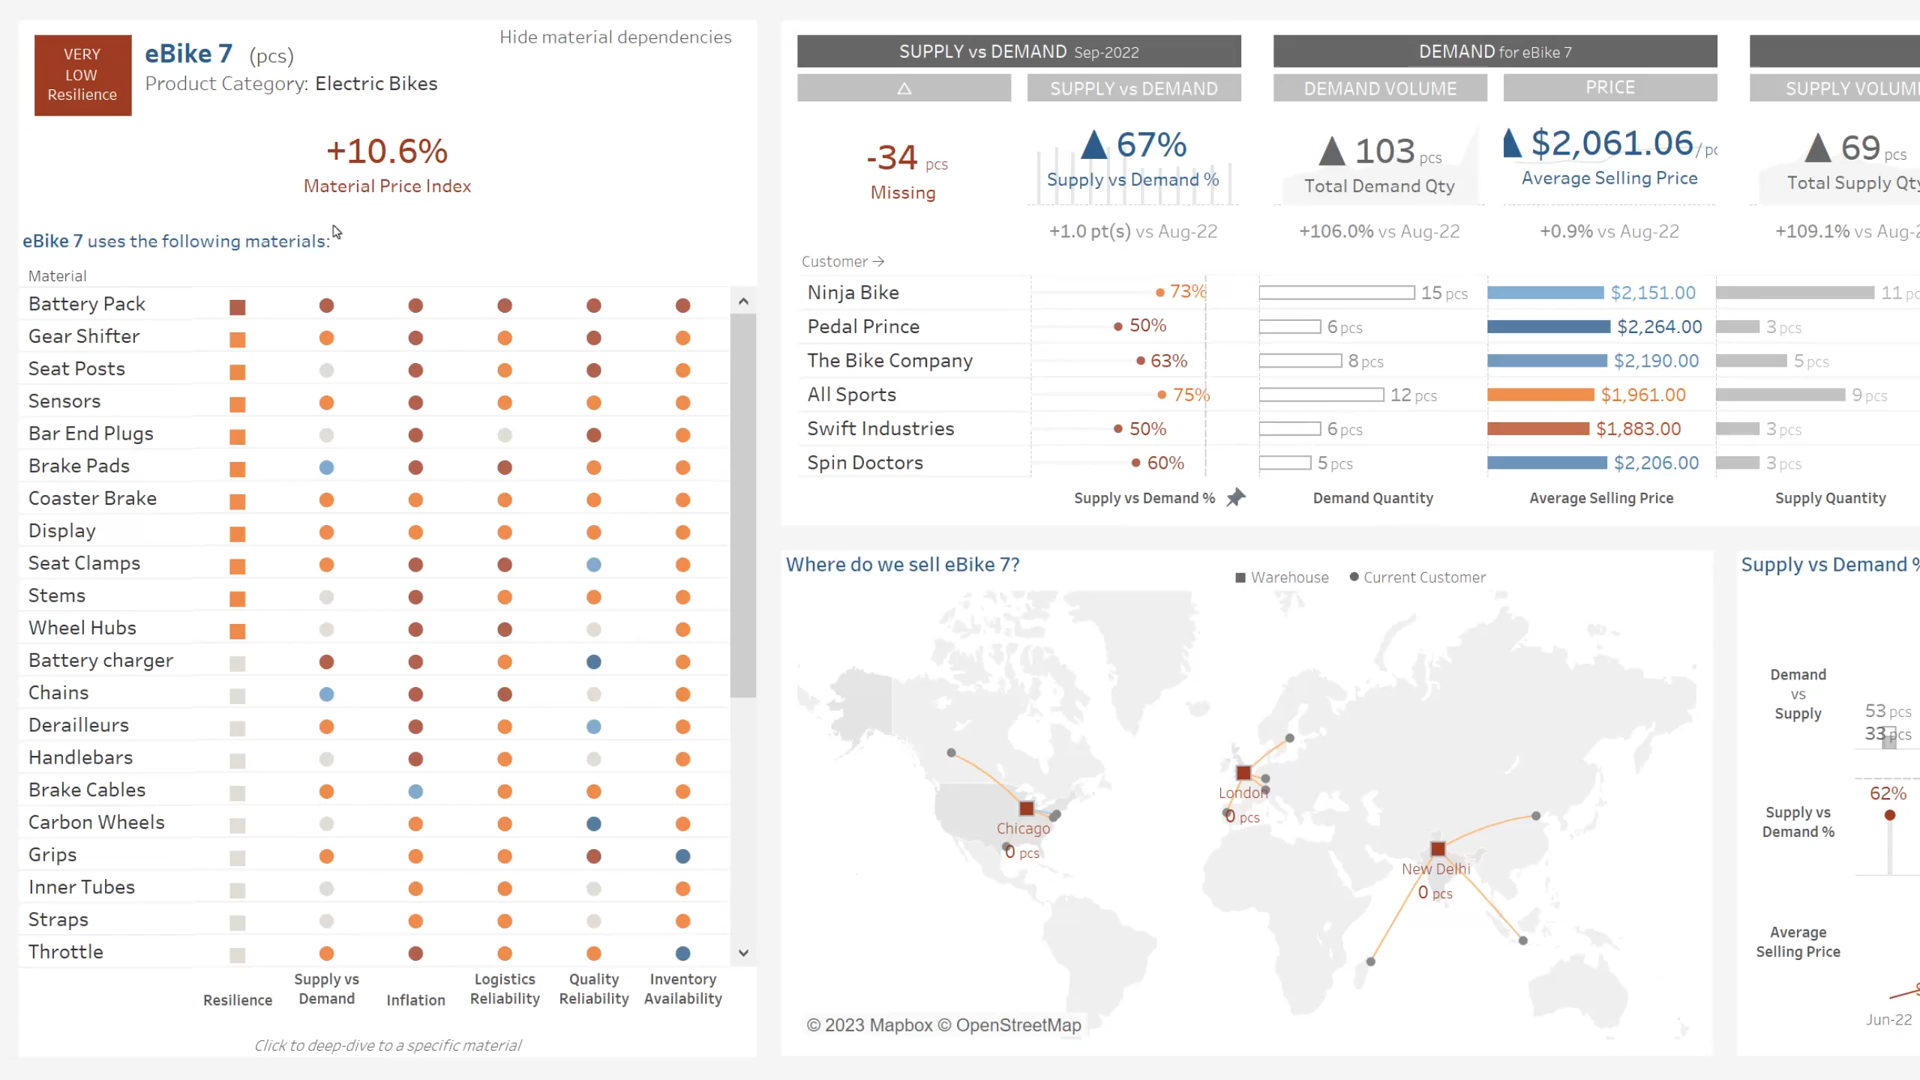 VERY
LOW
Resilience
eBike 7 (pcs)
Product Category: Electric Bikes
Hide material dependencies
+10.6%
Material Price Index
eBike 7 uses the following materials:
Material
Battery Pack
Gear Shifter
Seat Posts
Sensors
Bar End Plugs
Brake Pads
Coaster Brake
Display
Seat Clamps
Stems
Wheel Hubs
Battery charger
Chains
Derailleurs
Handlebars
Brake Cables
Carbon Wheels
Grips
Inner Tubes
Straps
Throttle
Resilience
Supply vs
Demand
Inflation
Logistics
Reliability
Quality
Reliability
Inventory
Availability
Click to deep-dive to a specific material
SUPPLY vs DEMAND Sep-2022
DEMAND for eBike 7
△
SUPPLY vs DEMAND
DEMAND VOLUME
PRICE
SUPPLY VOLUM
-34 pcs
Missing
▲ 67%
Supply vs Demand %
▲ 103 pcs
Total Demand Qty
▲ $2,061.06/pc
Average Selling Price
▲ 69 pcs
Total Supply Qty
+1.0 pt(s) vs Aug-22
+106.0% vs Aug-22
+0.9% vs Aug-22
+109.1% vs Aug-2
Customer →
Ninja Bike 73% 15 pcs $2,151.00 11 pc
Pedal Prince 50% 6 pcs $2,264.00 3 pcs
The Bike Company 63% 8 pcs $2,190.00 5 pcs
All Sports 75% 12 pcs $1,961.00 9 pcs
Swift Industries 50% 6 pcs $1,883.00 3 pcs
Spin Doctors 60% 5 pcs $2,206.00 3 pcs
Supply vs Demand % Demand Quantity Average Selling Price Supply Quantity
Where do we sell eBike 7?
Warehouse Current Customer
London
0 pcs
Chicago
0 pcs
New Delhi
0 pcs
© 2023 Mapbox © OpenStreetMap
Supply vs Demand %
Demand
vs
Supply
53 pcs
33 pcs
Supply vs
Demand %
62%
Average
Selling Price
Jun-22